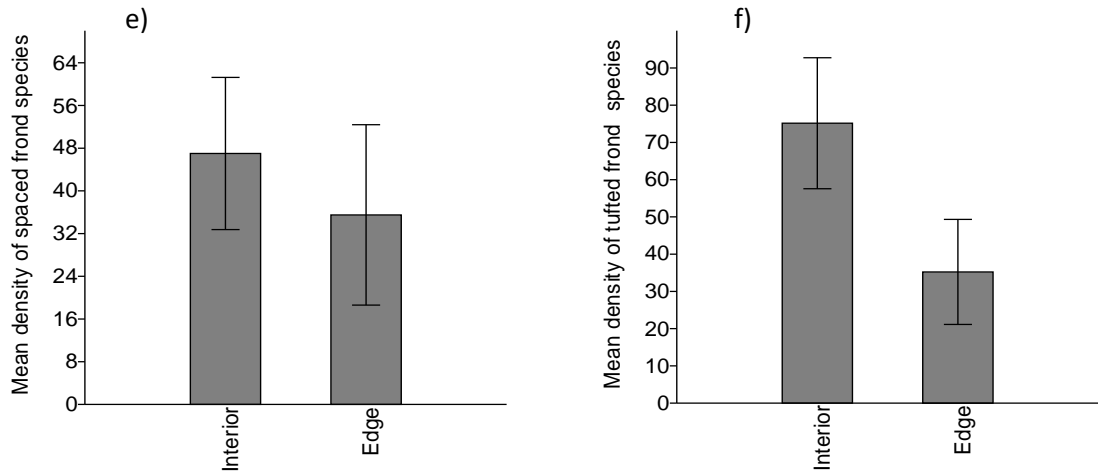 e)
Mean density of spaced frond species
64
56
48
40
32
24
16
8
0
Interior
Edge
f)
Mean density of tufted frond species
90
80
70
60
50
40
30
20
10
0
Interior
Edge